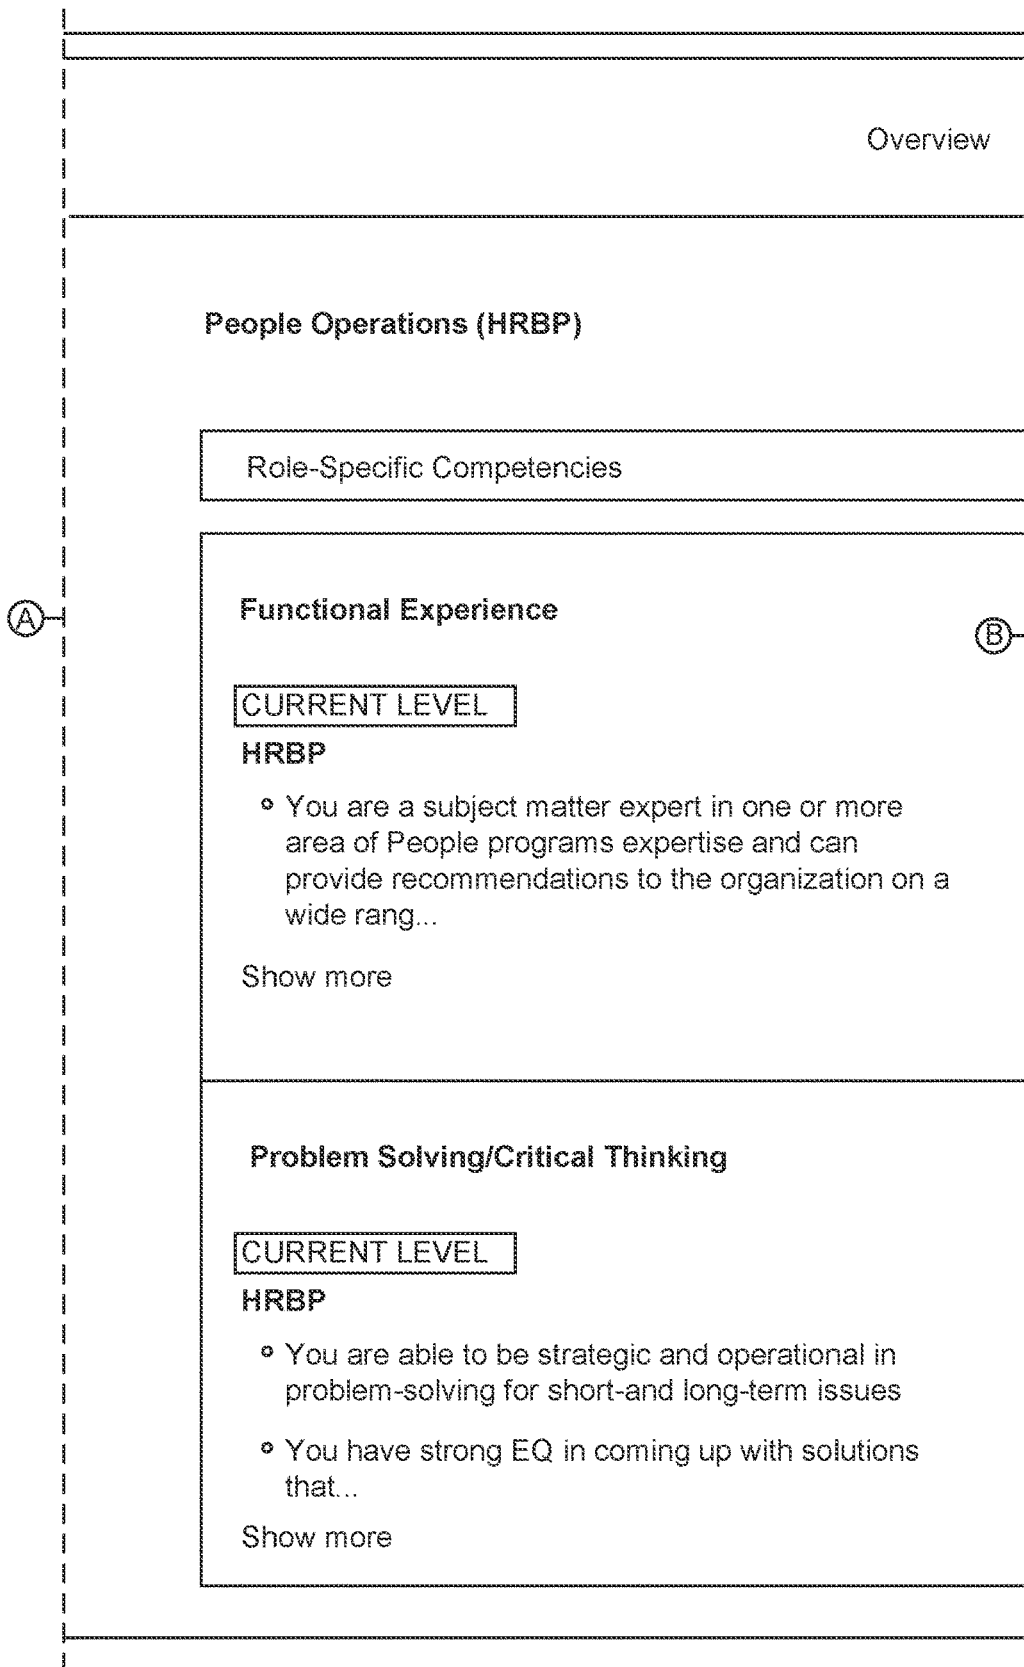 Overview
People Operations (HRBP)
Role-Specific Competencies
A
Functional Experience
B
CURRENT LEVEL
HRBP
You are a subject matter expert in one or more
area of People programs expertise and can
provide recommendations to the organization on a
wide rang...
Show more
Problem Solving/Critical Thinking
CURRENT LEVEL
HRBP
You are able to be strategic and operational in
problem-solving for short-and long-term issues
You have strong EQ in coming up with solutions
that...
Show more